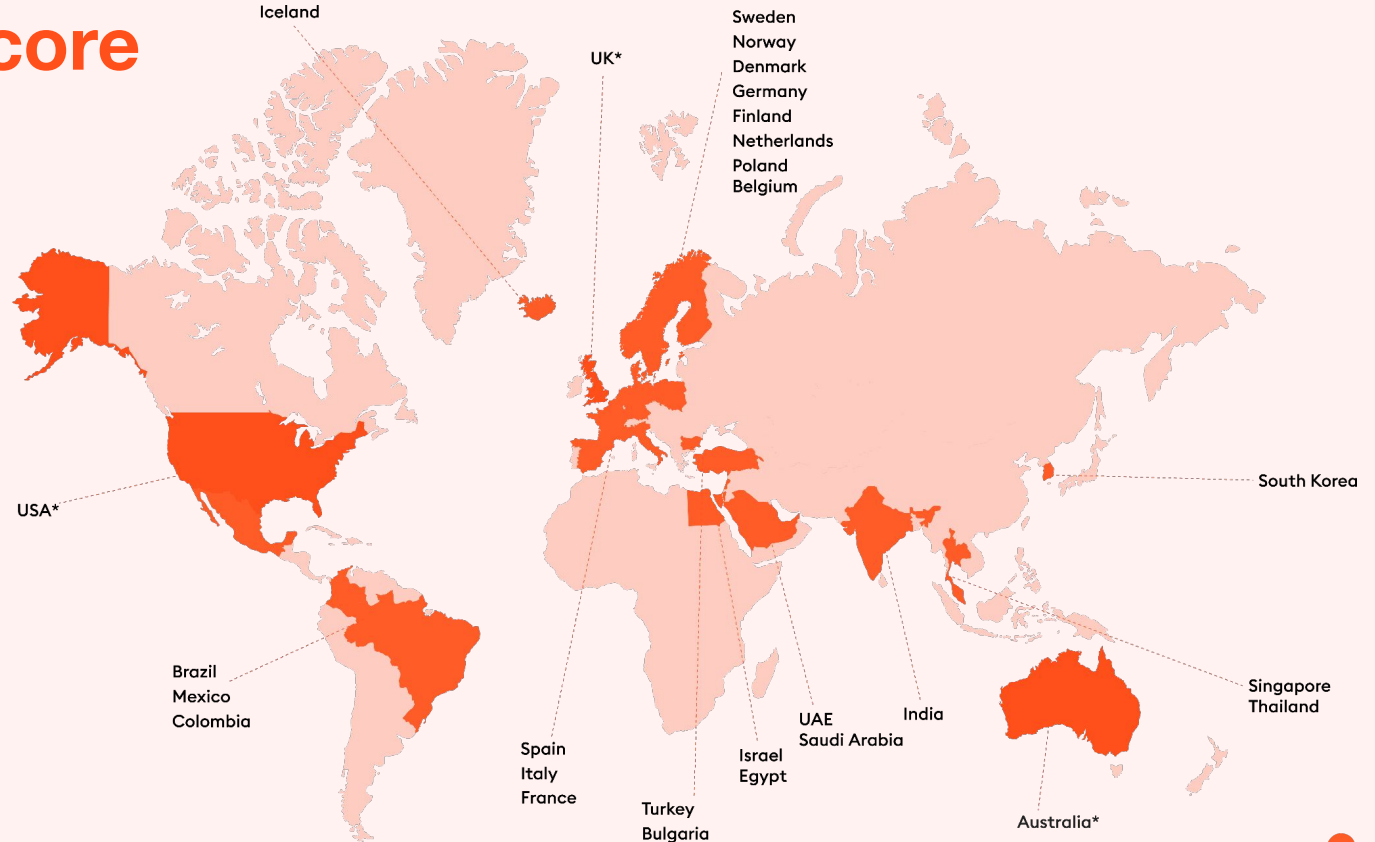 core
Iceland
UK*
Sweden
Norway
Denmark
Germany
Finland
Netherlands
Poland
Belgium
USA*
South Korea
Brazil
Mexico
Colombia
Spain
Italy
France
Turkey
Bulgaria
Israel
Egypt
UAE
Saudi Arabia
India
Singapore
Thailand
Australia*